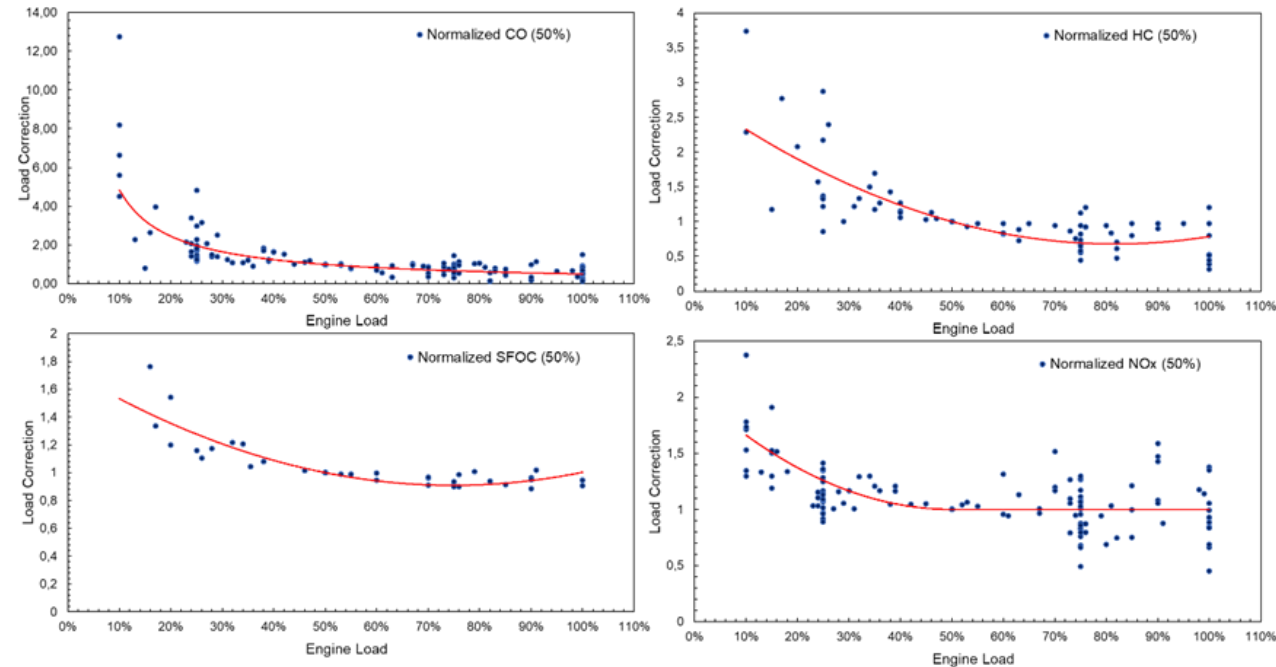 14,00
12,00
10,00
8,00
6,00
4,00
2,00
0,00
Load Correction
Normalized CO (50%)
0% 10% 20% 30% 40% 50% 60% 70% 80% 90% 100% 110%
Engine Load
4
3,5
3
2,5
2
1,5
1
0,5
0
Load Correction
Normalized HC (50%)
0% 10% 20% 30% 40% 50% 60% 70% 80% 90% 100% 110%
Engine Load
2
1,8
1,6
1,4
1,2
1
0,8
0,6
0,4
0,2
0
Load Correction
Normalized SFOC (50%)
0% 10% 20% 30% 40% 50% 60% 70% 80% 90% 100% 110%
Engine Load
2,5
2
1,5
1
0,5
0
Load Correction
Normalized NOx (50%)
0% 10% 20% 30% 40% 50% 60% 70% 80% 90% 100% 110%
Engine Load